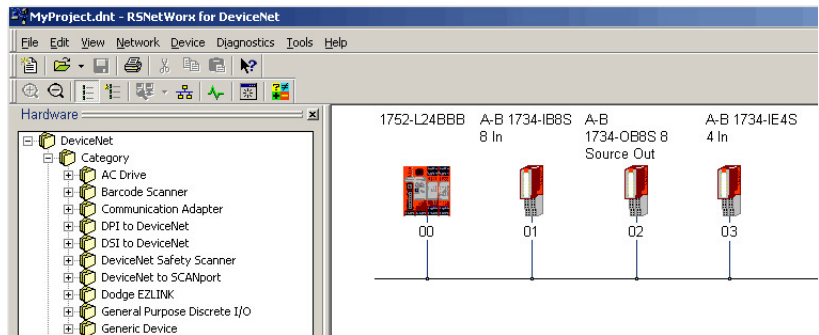 MyProject.dnt - RSNetWorx for DeviceNet
File Edit View Network Device Diagnostics Tools Help
Hardware
DeviceNet
Category
AC Drive
Barcode Scanner
Communication Adapter
DPI to DeviceNet
DSI to DeviceNet
DeviceNet Safety Scanner
DeviceNet to SCANport
Dodge EZLINK
General Purpose Discrete I/O
Generic Device
1752-L24BBB A-B 1734-IB8S A-B A-B 1734-IE4S
8 In 1734-OB8S 8 4 In
Source Out
00 01 02 03